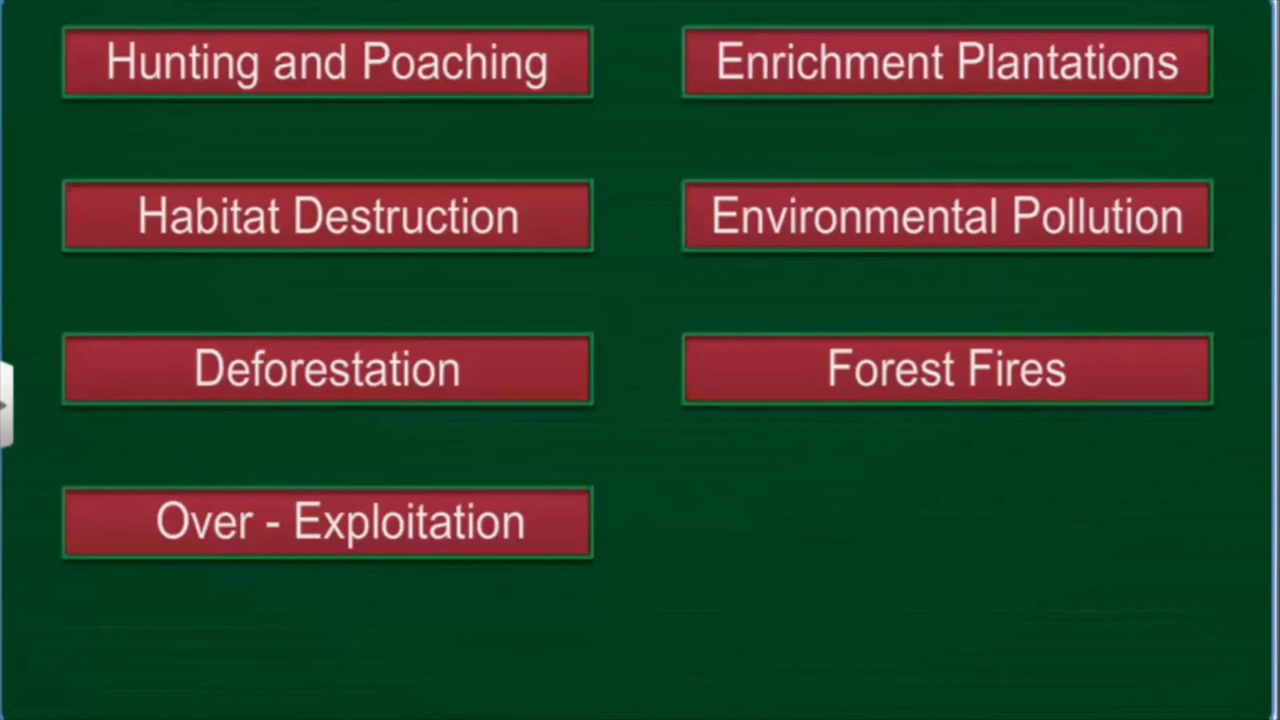 Hunting and Poaching
Enrichment Plantations
Habitat Destruction
Environmental Pollution
Deforestation
Forest Fires
Over - Exploitation